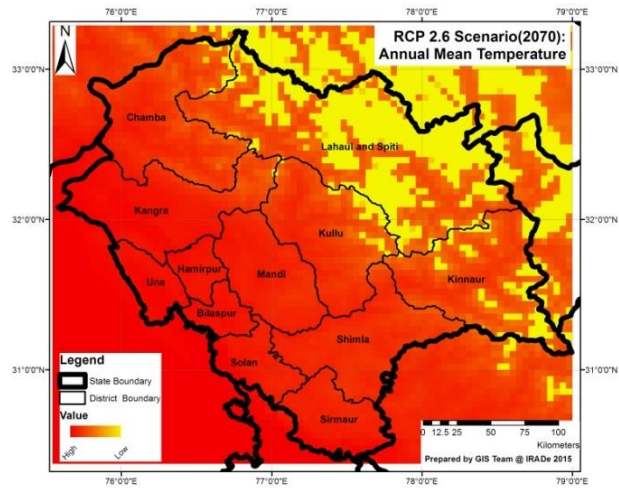 76°0'0"E 77°0'0"E 78°0'0"E 79°0'0"E
RCP 2.6 Scenario(2070):
Annual Mean Temperature
N
33°0'0"N
33°0'0"N
Chamba
Lahaul and Spiti
Kangra
32°0'0"N
32°0'0"N
Kullu
Hamirpur
Mandi
Kinnaur
Una
Bilaspur
Shimla
Solan
31°0'0"N
31°0'0"N
Sirmaur
Legend
State Boundary
District Boundary
Value
High Low
0 12.5 25 50 75 100
Kilometers
Prepared by GIS Team @ IRADe 2015
76°0'0"E 77°0'0"E 78°0'0"E 79°0'0"E